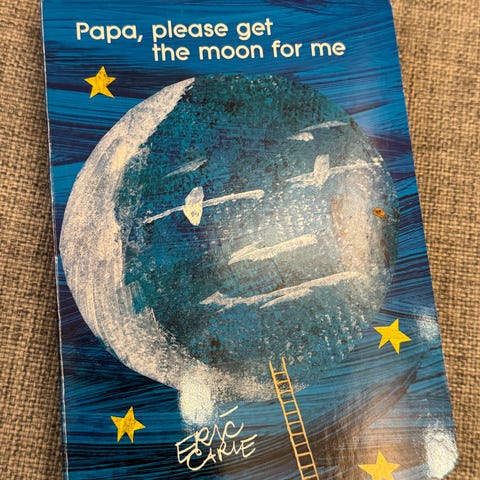 Papa, please get
the moon for me
ERIC
CARLE